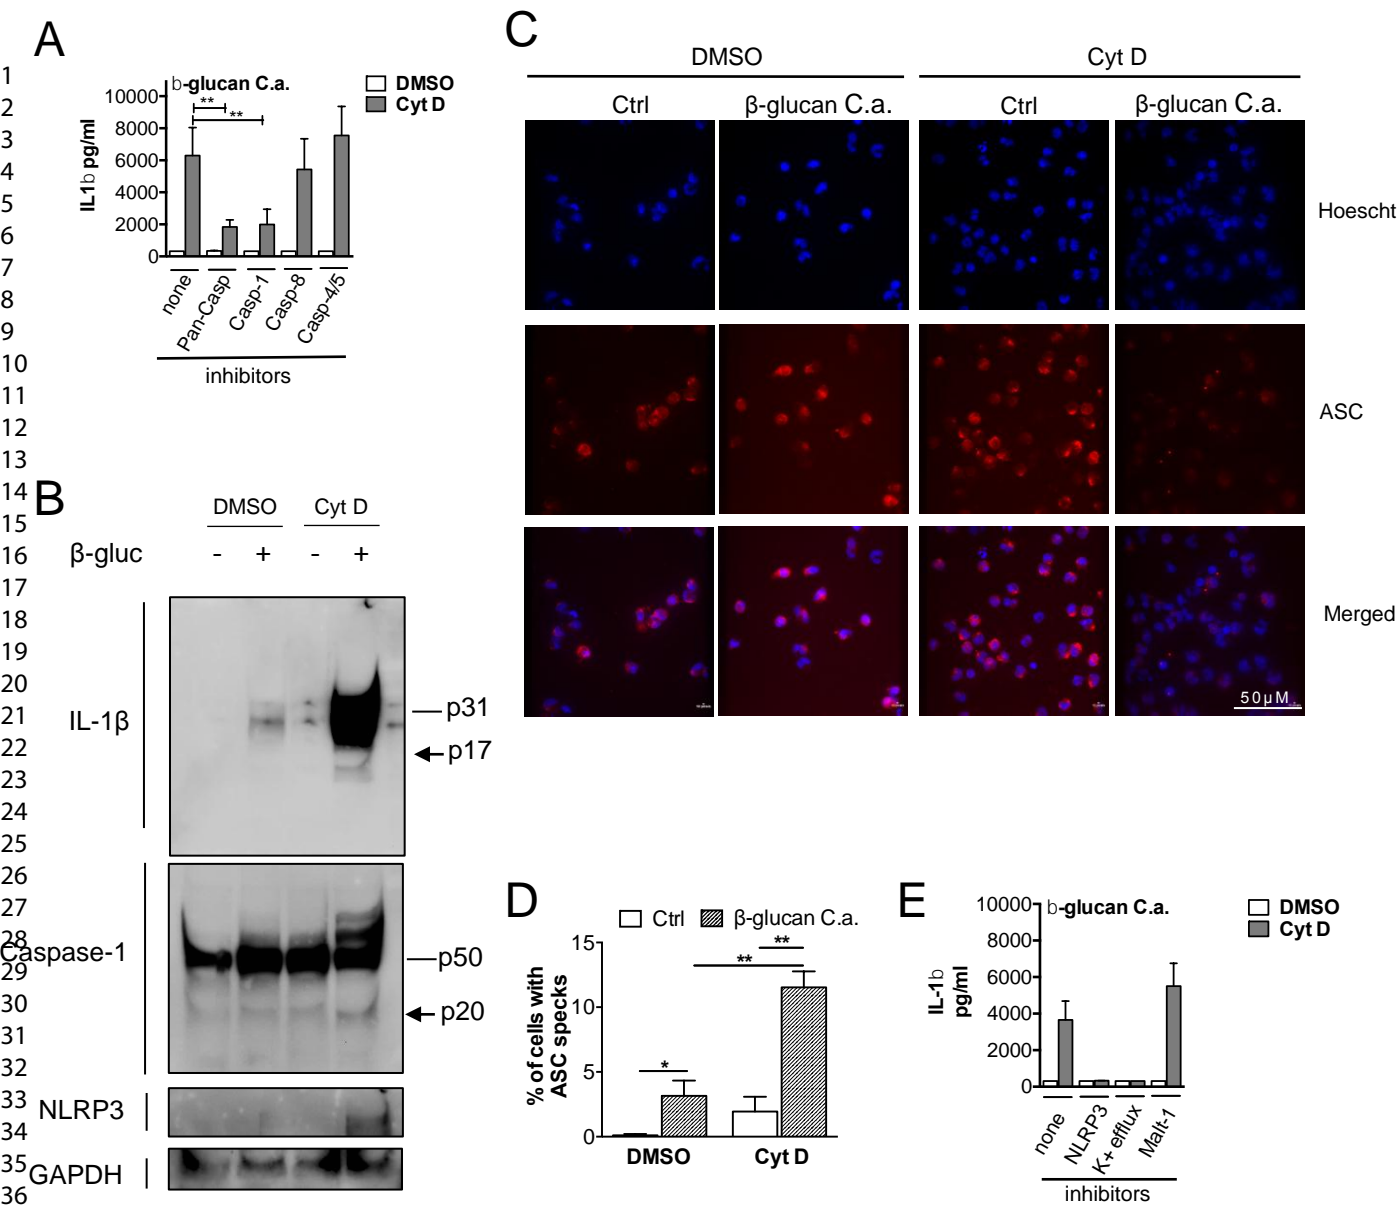 1
2
3
4
5
6
7
8
9
10
11
12
13
14
15
16
17
18
19
20
21
22
23
24
25
26
27
28
29
30
31
32
33
34
35
36
A
b-glucan C.a.
DMSO
Cyt D
**
**
IL1b pg/ml
10000
8000
6000
4000
2000
0
none
Pan-Casp
Casp-1
Casp-8
Casp-4/5
inhibitors
B
DMSO
Cyt D
β-gluc
- + - +
IL-1β
p31
p17
Caspase-1
p50
p20
NLRP3
GAPDH
C
DMSO
Cyt D
Ctrl
β-glucan C.a.
Ctrl
β-glucan C.a.
Hoescht
ASC
Merged
50µM
D
Ctrl
β-glucan C.a.
% of cells with
ASC specks
15
10
5
0
*
**
**
DMSO
Cyt D
E
b-glucan C.a.
DMSO
Cyt D
IL-1b
pg/ml
10000
8000
6000
4000
2000
0
none
NLRP3
K+ efflux
Malt-1
inhibitors